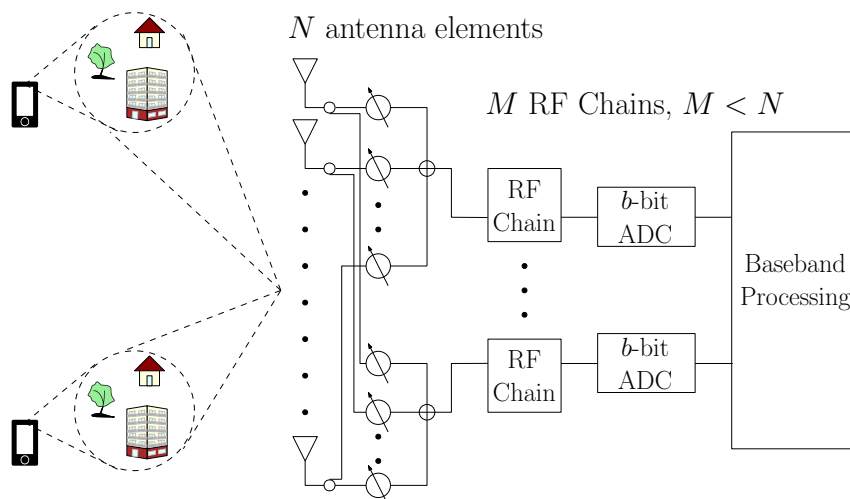 N antenna elements
M RF Chains, M < N
RF
Chain
b-bit
ADC
Baseband
Processing
RF
Chain
b-bit
ADC